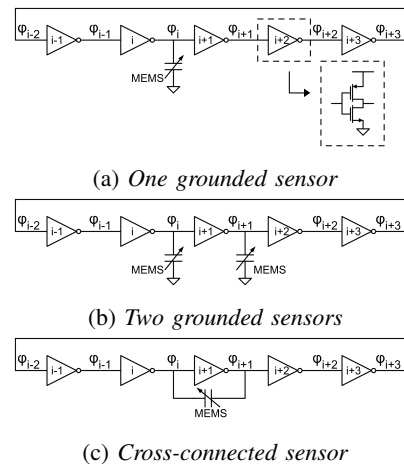 φi-2 φi-1 φi φi+1 φi+2 φi+3
i-1 i i+1 i+2 i+3
MEMS
(a) One grounded sensor
φi-2 φi-1 φi φi+1 φi+2 φi+3
i-1 i i+1 i+2 i+3
MEMS MEMS
(b) Two grounded sensors
φi-2 φi-1 φi φi+1 φi+2 φi+3
i-1 i i+1 i+2 i+3
MEMS
(c) Cross-connected sensor